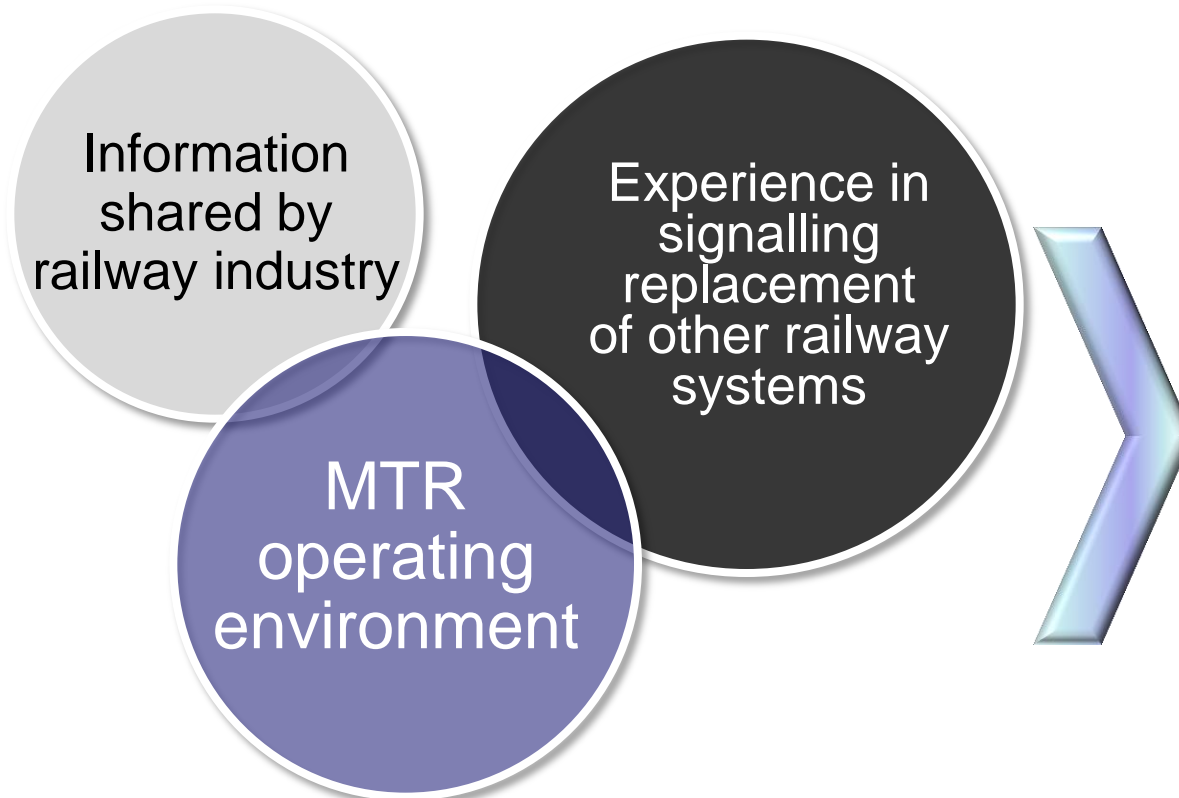 Information
shared by
railway industry
Experience in
signalling
replacement
of other railway
systems
MTR
operating
environment